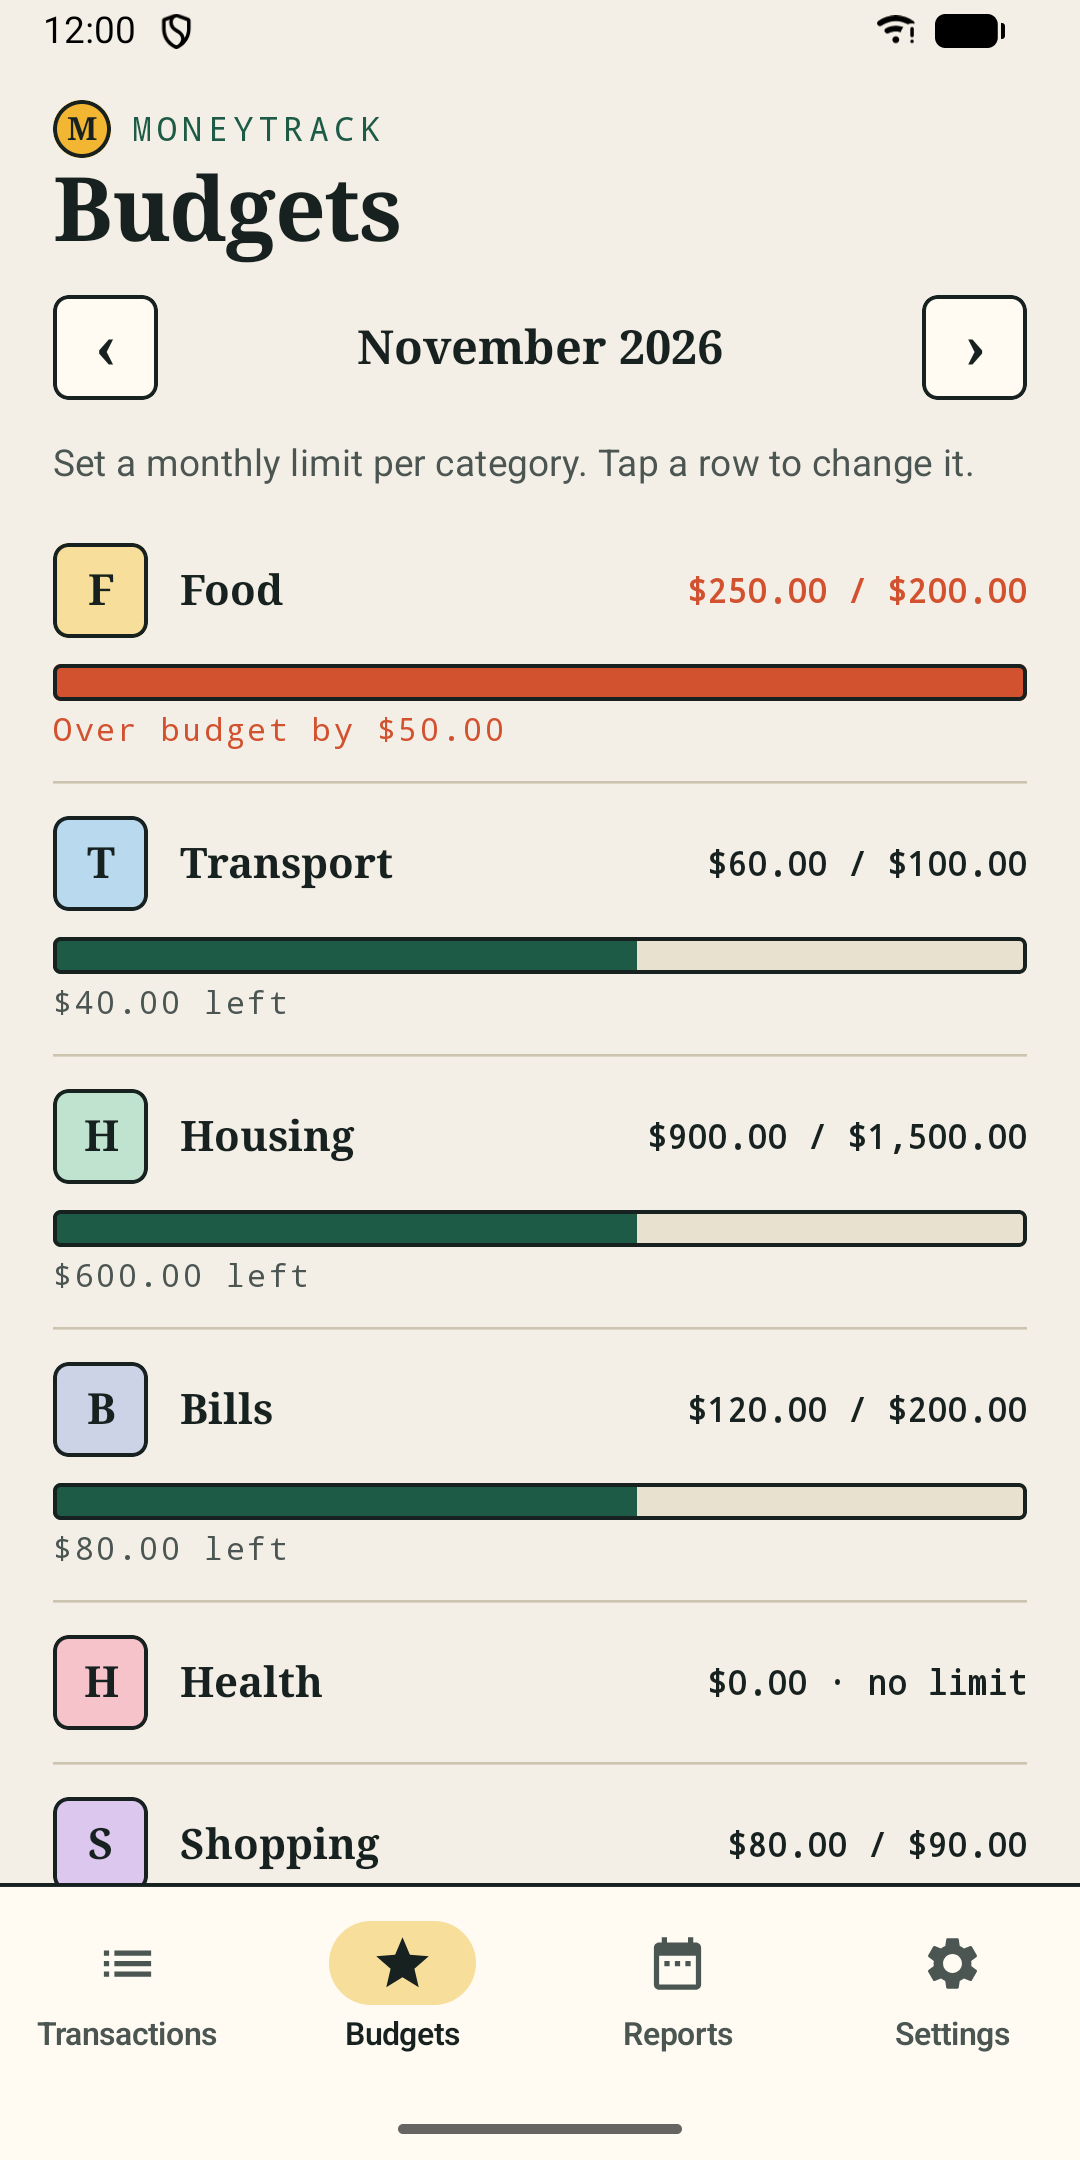 12:00
M MONEYTRACK
Budgets
‹ November 2026 ›
Set a monthly limit per category. Tap a row to change it.
F Food $250.00 / $200.00
Over budget by $50.00
T Transport $60.00 / $100.00
$40.00 left
H Housing $900.00 / $1,500.00
$600.00 left
B Bills $120.00 / $200.00
$80.00 left
H Health $0.00 · no limit
S Shopping $80.00 / $90.00
Transactions Budgets Reports Settings